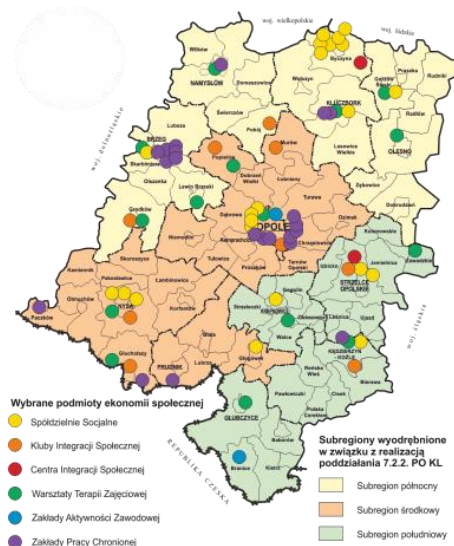 woj. wielkopolskie
woj. łódzkie
Wilków
NAMYSŁÓW
Domaszowice
Świerczów
Byczyna
Wołczyn
KLUCZBORK
Lasowice Wielkie
Gorzów Śląski
Praszka
Rudniki
Radłów
OLESNO
Zębowice
Dobrodzień
woj. dolnośląskie
Lubsza
BRZEG
Skarbimierz
Olszanka
Lewin Brzeski
Grodków
Pokój
Murów
Popielów
Dobrzeń Wielki
Łubniany
Turawa
Dąbrowa
OPOLE
Ozimek
Komprachcice
Chrząstowice
Niemodlin
Tułowice
Prószków
Tarnów Opolski
Kolonowskie
Zawadzkie
Izbicko
Jemielnica
STRZELCE OPOLSKIE
Skoroszyce
Kamiennik
Pakosławice
Łambinowice
Otmuchów
NYSA
Korfantów
Paczków
Głuchołazy
Biała
PRUDNIK
Lubrza
Głogówek
Gogolin
Strzeleczki
KRAPKOWICE
Zdzieszowice
Walce
Leśnica
Ujazd
KĘDZIERZYN KOŹLE
Reńska Wieś
Bierawa
Cisek
Pawłowiczki
Polska Cerekiew
GŁUBCZYCE
Baborów
Branice
Kietrz
woj. śląskie
REPUBLIKA CZESKA
Wybrane podmioty ekonomii społecznej
Spółdzielnie Socjalne
Kluby Integracji Społecznej
Centra Integracji Społecznej
Warsztaty Terapii Zajęciowej
Zakłady Aktywności Zawodowej
Zakłady Pracy Chronionej
Subregiony wyodrębnione
w związku z realizacją
poddziałania 7.2.2. PO KL
Subregion północny
Subregion środkowy
Subregion południowy